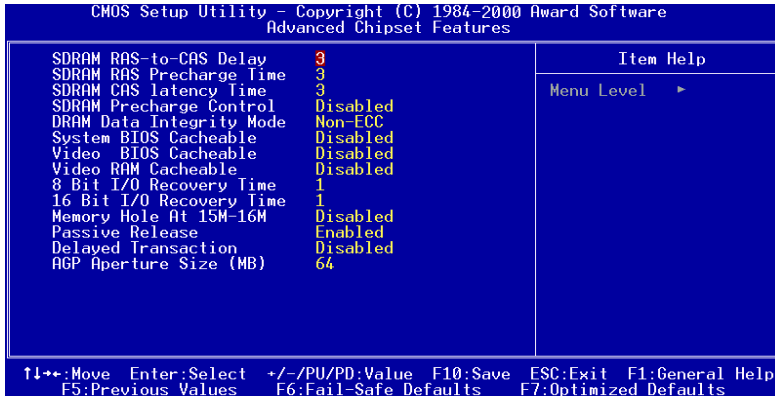 CMOS Setup Utility - Copyright (C) 1984-2000 Award Software
Advanced Chipset Features
SDRAM RAS-to-CAS Delay 3
SDRAM RAS Precharge Time 3
SDRAM CAS latency Time 3
SDRAM Precharge Control Disabled
DRAM Data Integrity Mode Non-ECC
System BIOS Cacheable Disabled
Video BIOS Cacheable Disabled
Video RAM Cacheable Disabled
8 Bit I/O Recovery Time 1
16 Bit I/O Recovery Time 1
Memory Hole At 15M-16M Disabled
Passive Release Enabled
Delayed Transaction Disabled
AGP Aperture Size (MB) 64
Item Help
Menu Level ►
↑↓→←:Move Enter:Select +/-/PU/PD:Value F10:Save ESC:Exit F1:General Help
F5:Previous Values F6:Fail-Safe Defaults F7:Optimized Defaults